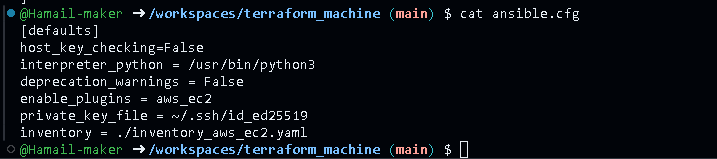 @Hamail-maker ➜ /workspaces/terraform_machine (main) $ cat ansible.cfg
[defaults]
host_key_checking=False
interpreter_python = /usr/bin/python3
deprecation_warnings = False
enable_plugins = aws_ec2
private_key_file = ~/.ssh/id_ed25519
inventory = ./inventory_aws_ec2.yaml
@Hamail-maker ➜ /workspaces/terraform_machine (main) $